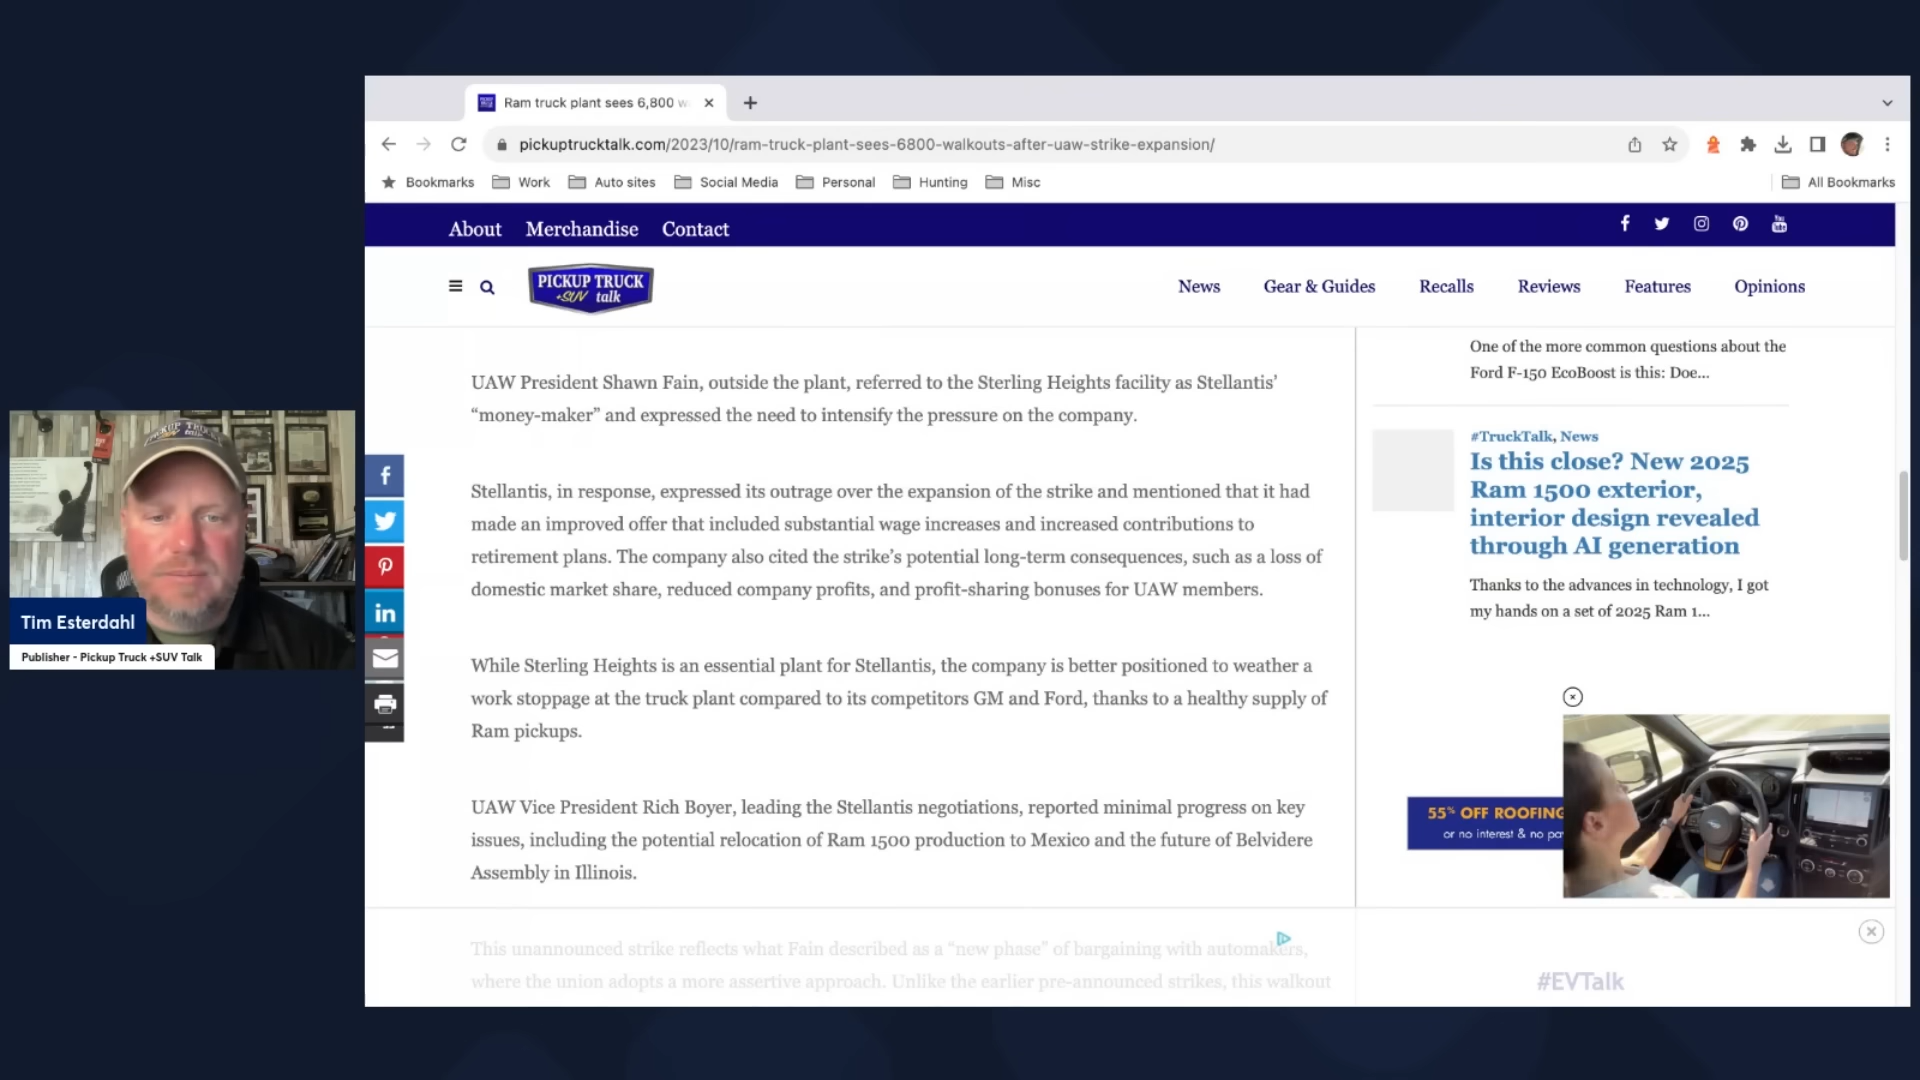 Ram truck plant sees 6,800 w
pickuptrucktalk.com/2023/10/ram-truck-plant-sees-6800-walkouts-after-uaw-strike-expansion/
Bookmarks Work Auto sites Social Media Personal Hunting Misc All Bookmarks
About Merchandise Contact
PICKUP TRUCK
+SUV talk
News Gear & Guides Recalls Reviews Features Opinions
UAW President Shawn Fain, outside the plant, referred to the Sterling Heights facility as Stellantis’
“money-maker” and expressed the need to intensify the pressure on the company.
Stellantis, in response, expressed its outrage over the expansion of the strike and mentioned that it had
made an improved offer that included substantial wage increases and increased contributions to
retirement plans. The company also cited the strike’s potential long-term consequences, such as a loss of
domestic market share, reduced company profits, and profit-sharing bonuses for UAW members.
While Sterling Heights is an essential plant for Stellantis, the company is better positioned to weather a
work stoppage at the truck plant compared to its competitors GM and Ford, thanks to a healthy supply of
Ram pickups.
UAW Vice President Rich Boyer, leading the Stellantis negotiations, reported minimal progress on key
issues, including the potential relocation of Ram 1500 production to Mexico and the future of Belvidere
Assembly in Illinois.
This unannounced strike reflects what Fain described as a “new phase” of bargaining with automakers,
where the union adopts a more assertive approach. Unlike the earlier pre-announced strikes, this walkout
One of the more common questions about the
Ford F-150 EcoBoost is this: Doe...
#TruckTalk, News
Is this close? New 2025
Ram 1500 exterior,
interior design revealed
through AI generation
Thanks to the advances in technology, I got
my hands on a set of 2025 Ram 1...
55% OFF ROOFING
or no interest & no pa
#EVTalk
PICKUP TRUCK
talk
Tim Esterdahl
Publisher - Pickup Truck +SUV Talk